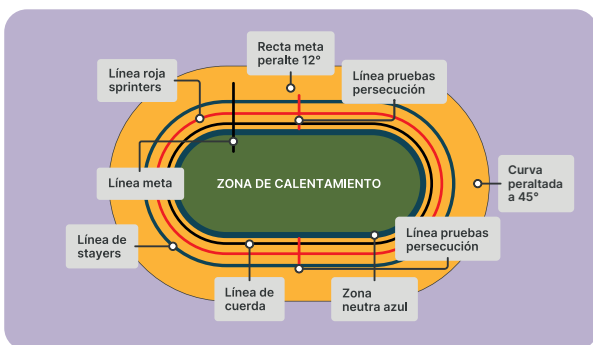 Recta meta
peralte 12°
Línea roja
sprinters
Línea pruebas
persecución
Línea meta
ZONA DE CALENTAMIENTO
Curva
peraltada
a 45°
Línea de
stayers
Línea pruebas
persecución
Línea de
cuerda
Zona
neutra azul